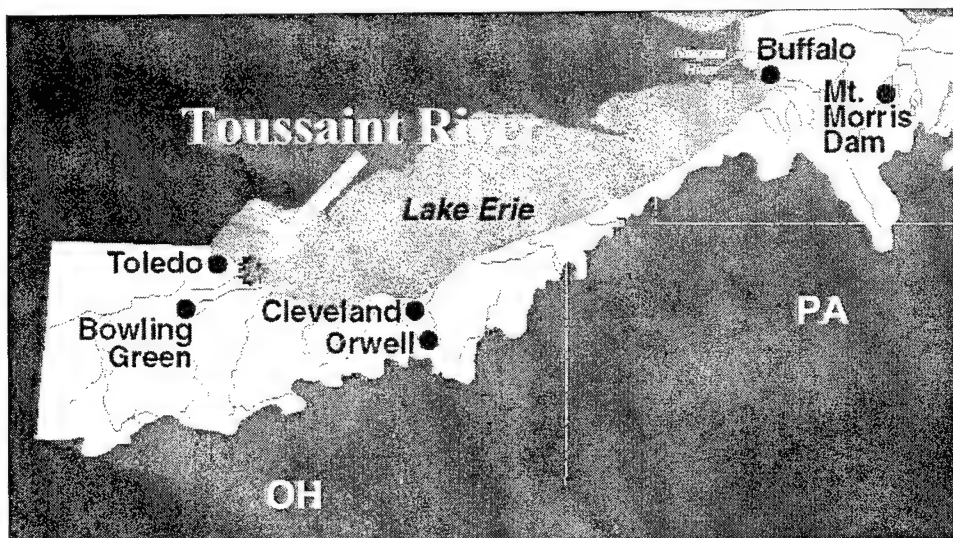 Buffalo
Mt.
Morris
Dam
Toussaint River
Lake Erie
Toledo
Bowling
Green
Cleveland
Orwell
PA
OH